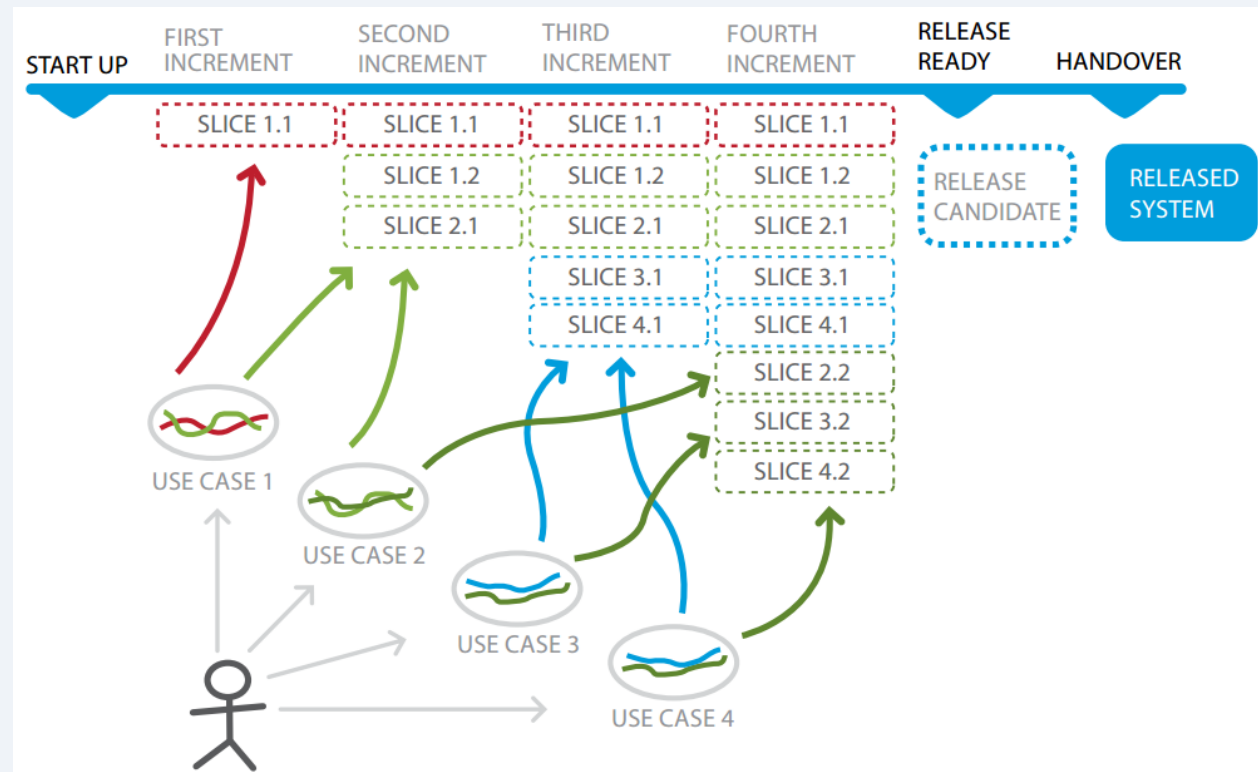 START UP
FIRST
INCREMENT
SECOND
INCREMENT
THIRD
INCREMENT
FOURTH
INCREMENT
RELEASE
READY
HANDOVER
SLICE 1.1
SLICE 1.1
SLICE 1.1
SLICE 1.1
SLICE 1.2
SLICE 1.2
SLICE 1.2
SLICE 2.1
SLICE 2.1
SLICE 2.1
SLICE 3.1
SLICE 3.1
SLICE 4.1
SLICE 4.1
SLICE 2.2
SLICE 3.2
SLICE 4.2
RELEASE
CANDIDATE
RELEASED
SYSTEM
USE CASE 1
USE CASE 2
USE CASE 3
USE CASE 4